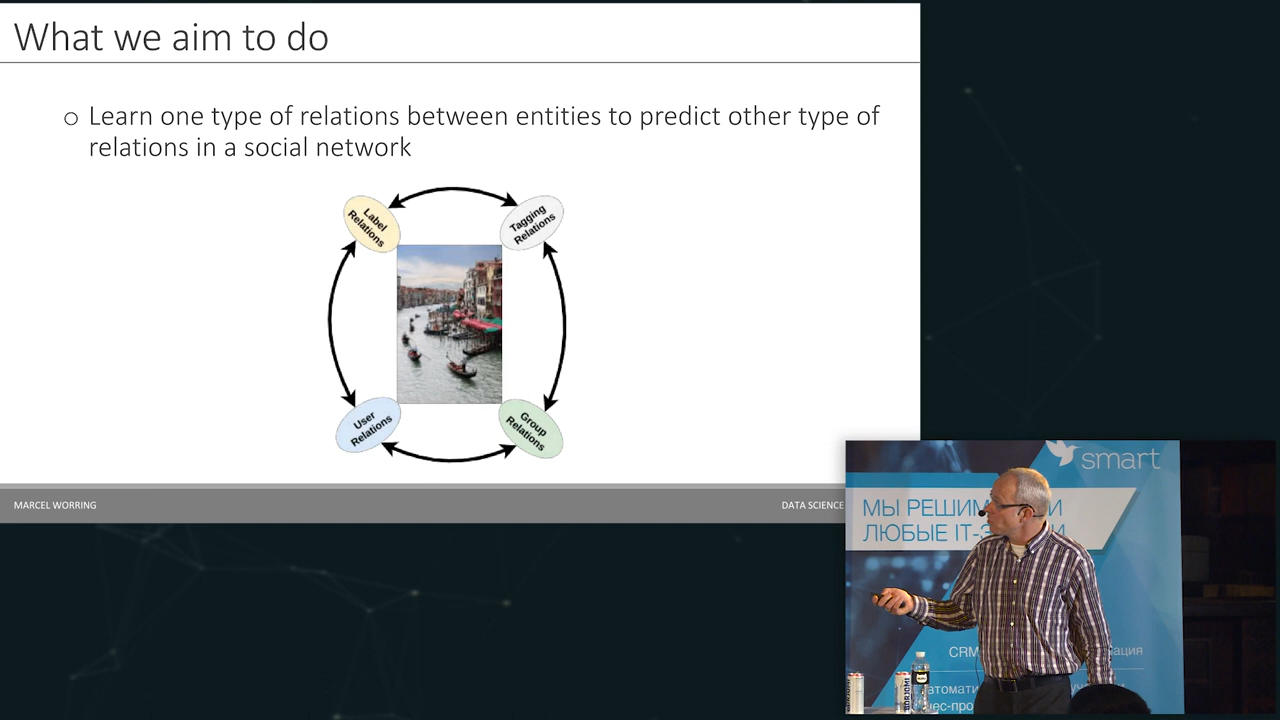 What we aim to do
o Learn one type of relations between entities to predict other type of
relations in a social network
Label
Relations
Tagging
Relations
User
Relations
Group
Relations
MARCEL WORRING
DATA SCIENCE
smart
МЫ РЕШИМ
ЛЮБЫЕ IT-
CRM